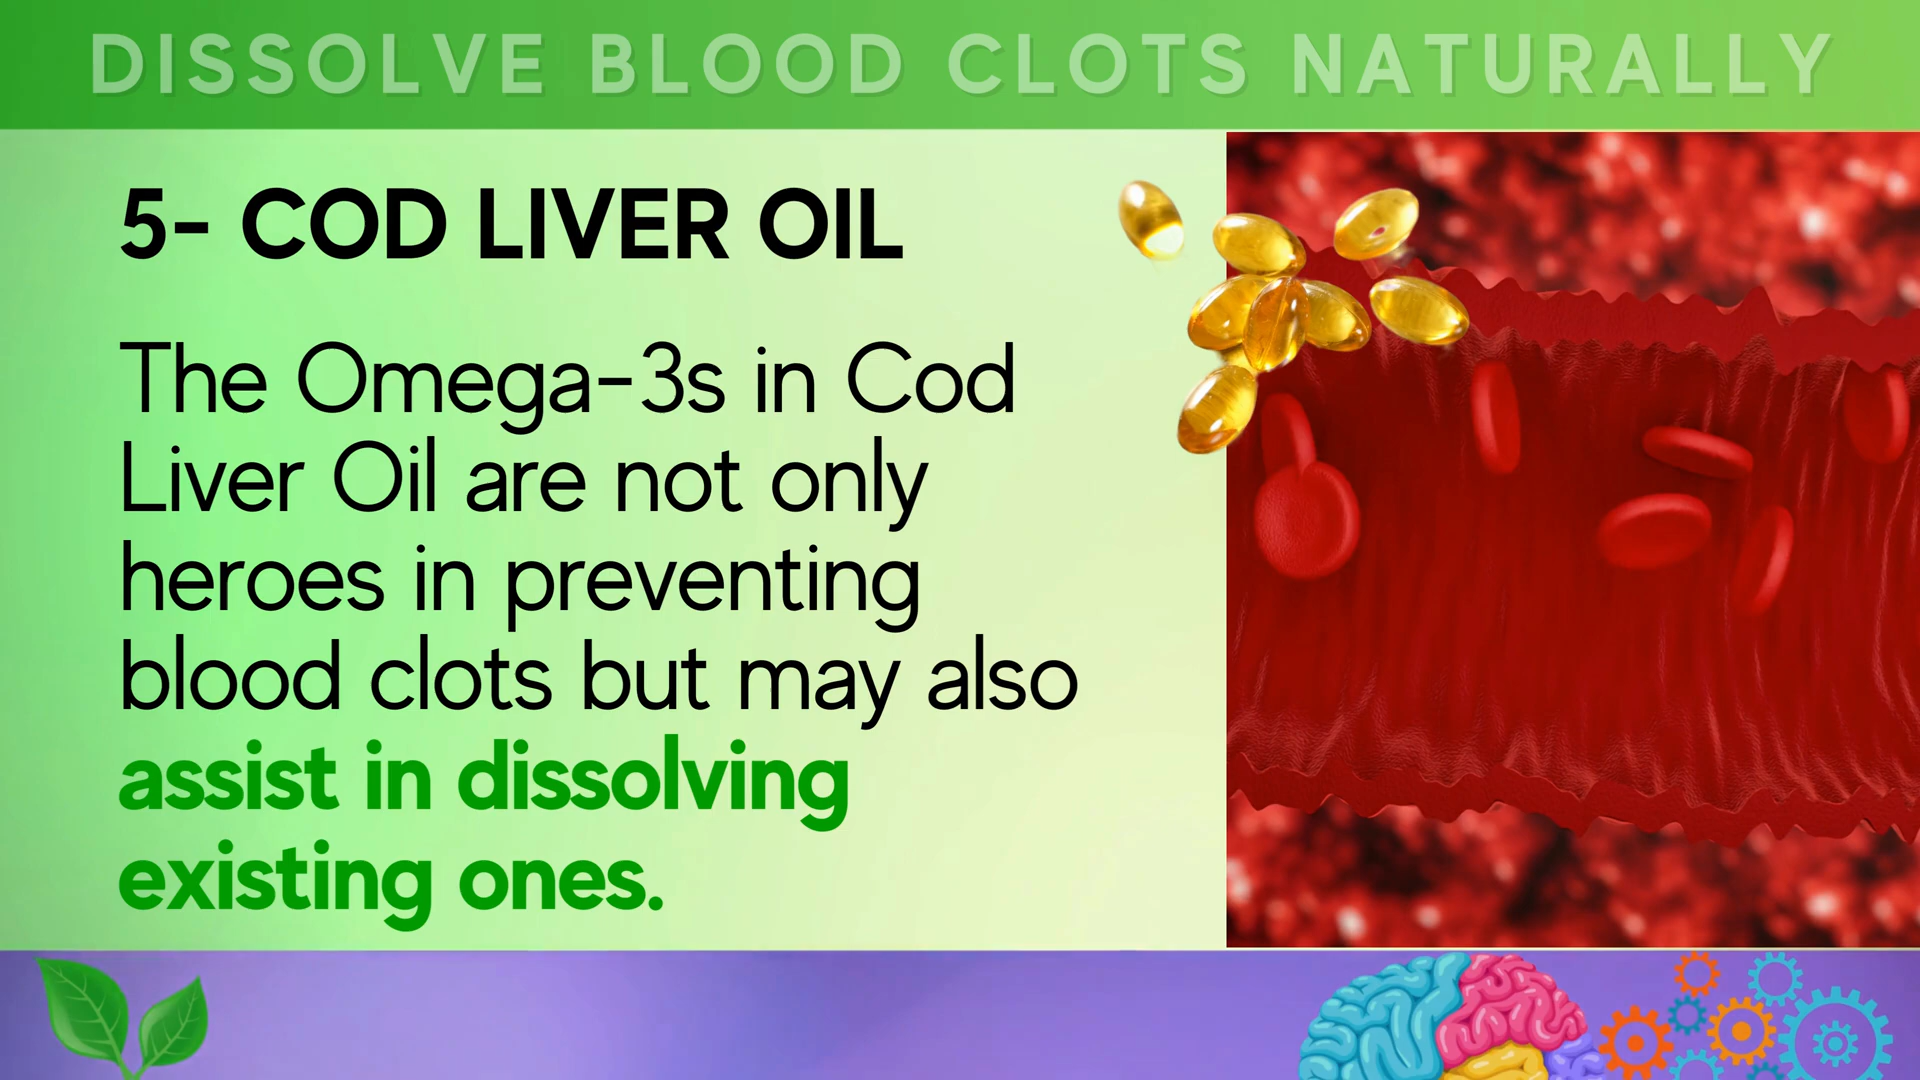 DISSOLVE BLOOD CLOTS NATURALLY
5- COD LIVER OIL
The Omega-3s in Cod
Liver Oil are not only
heroes in preventing
blood clots but may also
assist in dissolving
existing ones.